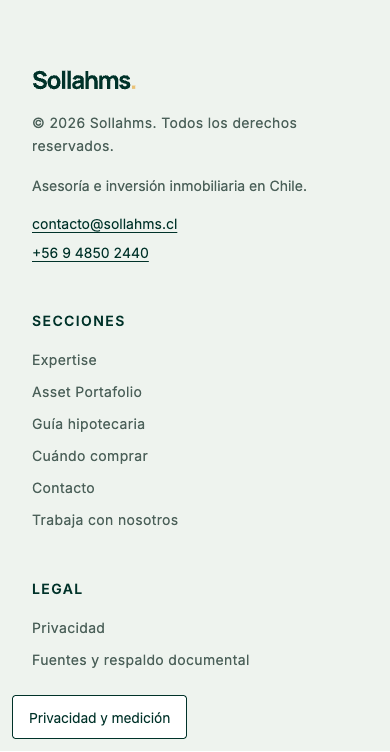 Sollahms.
© 2026 Sollahms. Todos los derechos
reservados.
Asesoría e inversión inmobiliaria en Chile.
contacto@sollahms.cl
+56 9 4850 2440
SECCIONES
Expertise
Asset Portafolio
Guía hipotecaria
Cuándo comprar
Contacto
Trabaja con nosotros
LEGAL
Privacidad
Fuentes y respaldo documental
Privacidad y medición